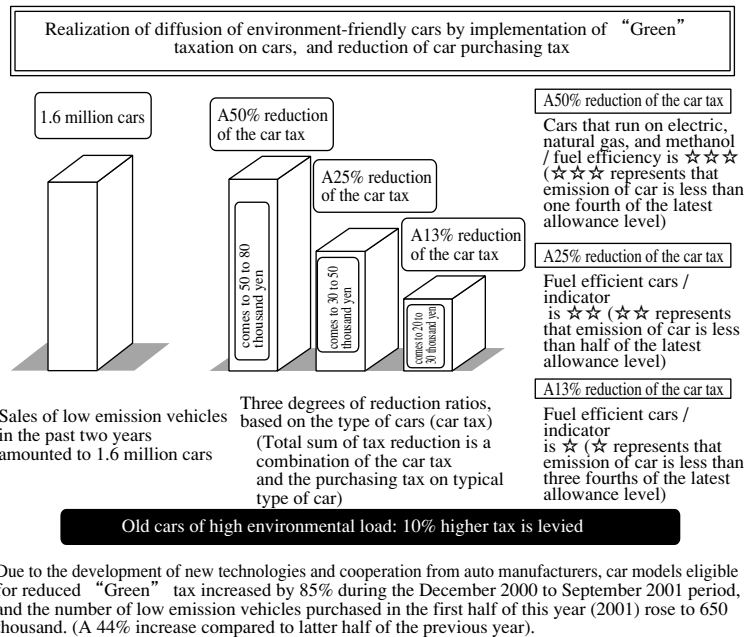 Realization of diffusion of environment-friendly cars by implementation of “Green”
taxation on cars, and reduction of car purchasing tax
1.6 million cars
A50% reduction
of the car tax
A25% reduction
of the car tax
A13% reduction
of the car tax
comes to 50 to 80
thousand yen
comes to 30 to 50
thousand yen
comes to 20 to
30 thousand yen
Sales of low emission vehicles
in the past two years
amounted to 1.6 million cars
Three degrees of reduction ratios,
based on the type of cars (car tax)
(Total sum of tax reduction is a
combination of the car tax
and the purchasing tax on typical
type of car)
A50% reduction of the car tax
Cars that run on electric,
natural gas, and methanol
/ fuel efficiency is ☆☆☆
(☆☆☆ represents that
emission of car is less than
one fourth of the latest
allowance level)
A25% reduction of the car tax
Fuel efficient cars /
indicator
is ☆☆ (☆☆ represents
that emission of car is less
than half of the latest
allowance level)
A13% reduction of the car tax
Fuel efficient cars /
indicator
is ☆ (☆ represents that
emission of car is less than
three fourths of the latest
allowance level)
Old cars of high environmental load: 10% higher tax is levied
Due to the development of new technologies and cooperation from auto manufacturers, car models eligible
for reduced “Green” tax increased by 85% during the December 2000 to September 2001 period,
and the number of low emission vehicles purchased in the first half of this year (2001) rose to 650
thousand. (A 44% increase compared to latter half of the previous year).